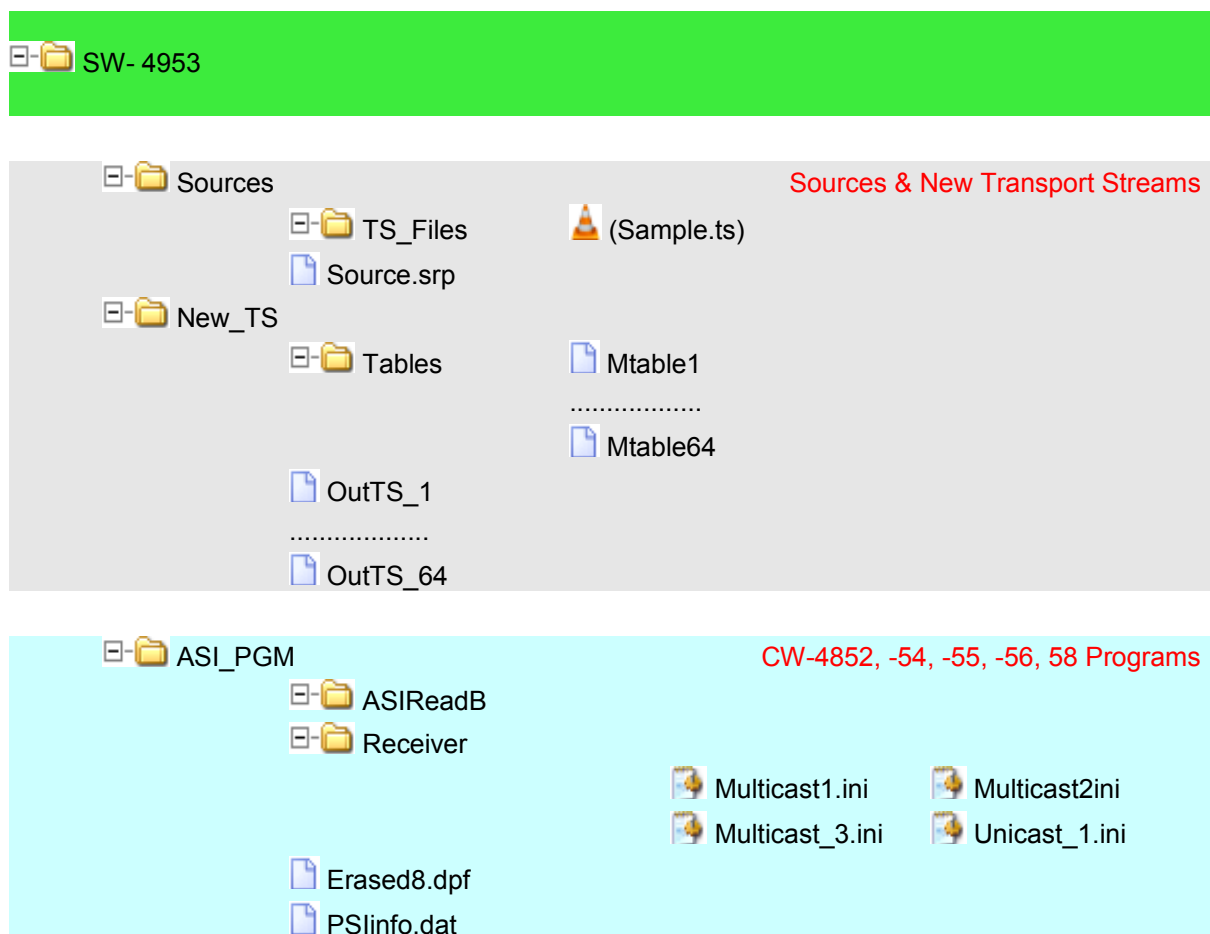 SW- 4953
Sources Sources & New Transport Streams
TS_Files (Sample.ts)
Source.srp
New_TS
Tables Mtable1
..................
Mtable64
OutTS_1
...................
OutTS_64
ASI_PGM CW-4852, -54, -55, -56, 58 Programs
ASIReadB
Receiver
Multicast1.ini Multicast2ini
Multicast_3.ini Unicast_1.ini
Erased8.dpf
PSIinfo.dat